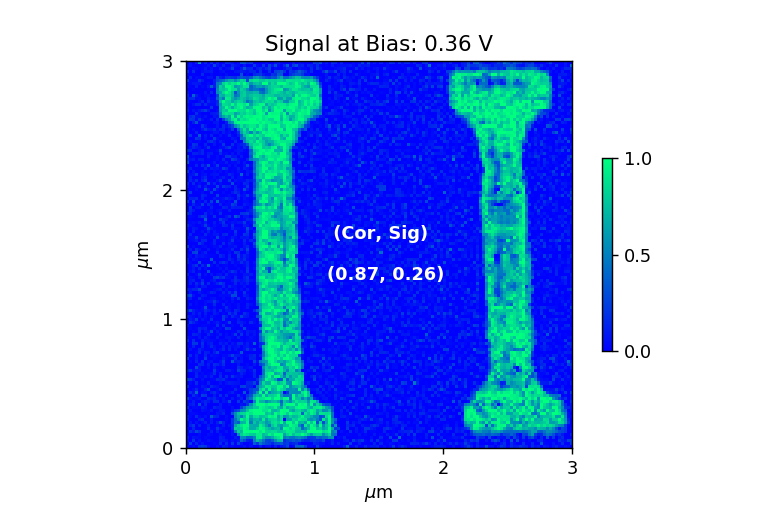 Signal at Bias: 0.36 V
3
2
1
0
μm
(Cor, Sig)
(0.87, 0.26)
1.0
0.5
0.0
0 1 2 3
μm